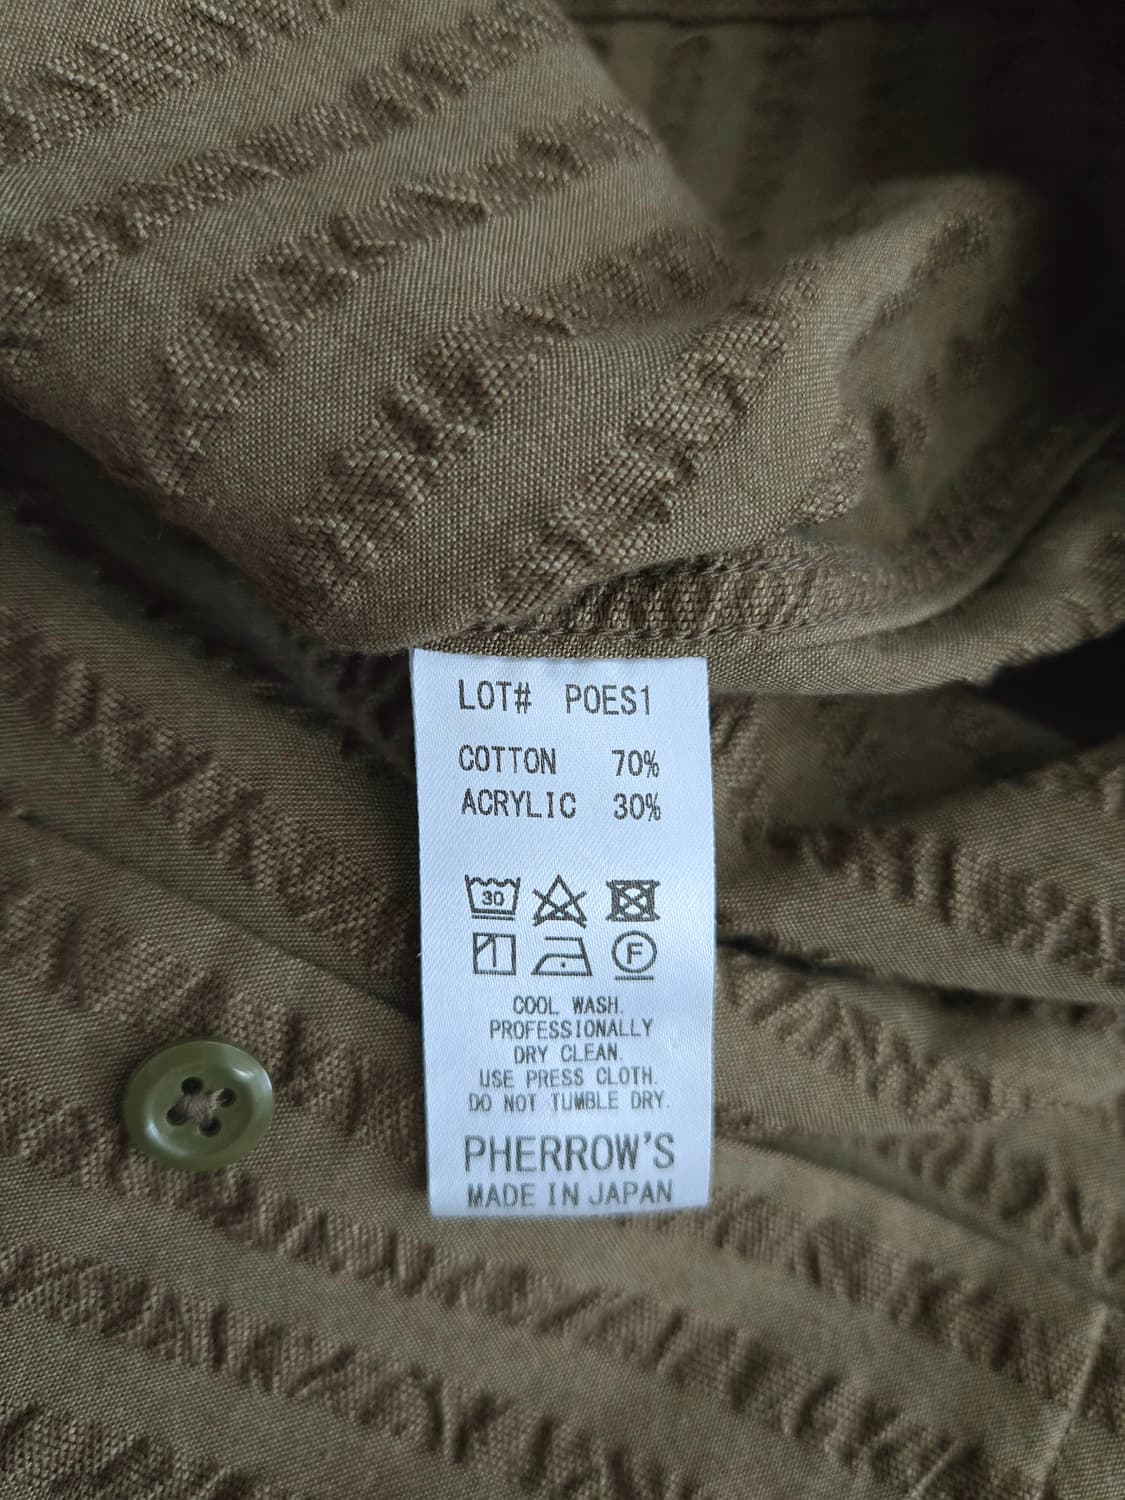 LOT# POES1
COTTON 70%
ACRYLIC 30%
30
F
COOL WASH.
PROFESSIONALLY
DRY CLEAN.
USE PRESS CLOTH.
DO NOT TUMBLE DRY.
PHERROW'S
MADE IN JAPAN